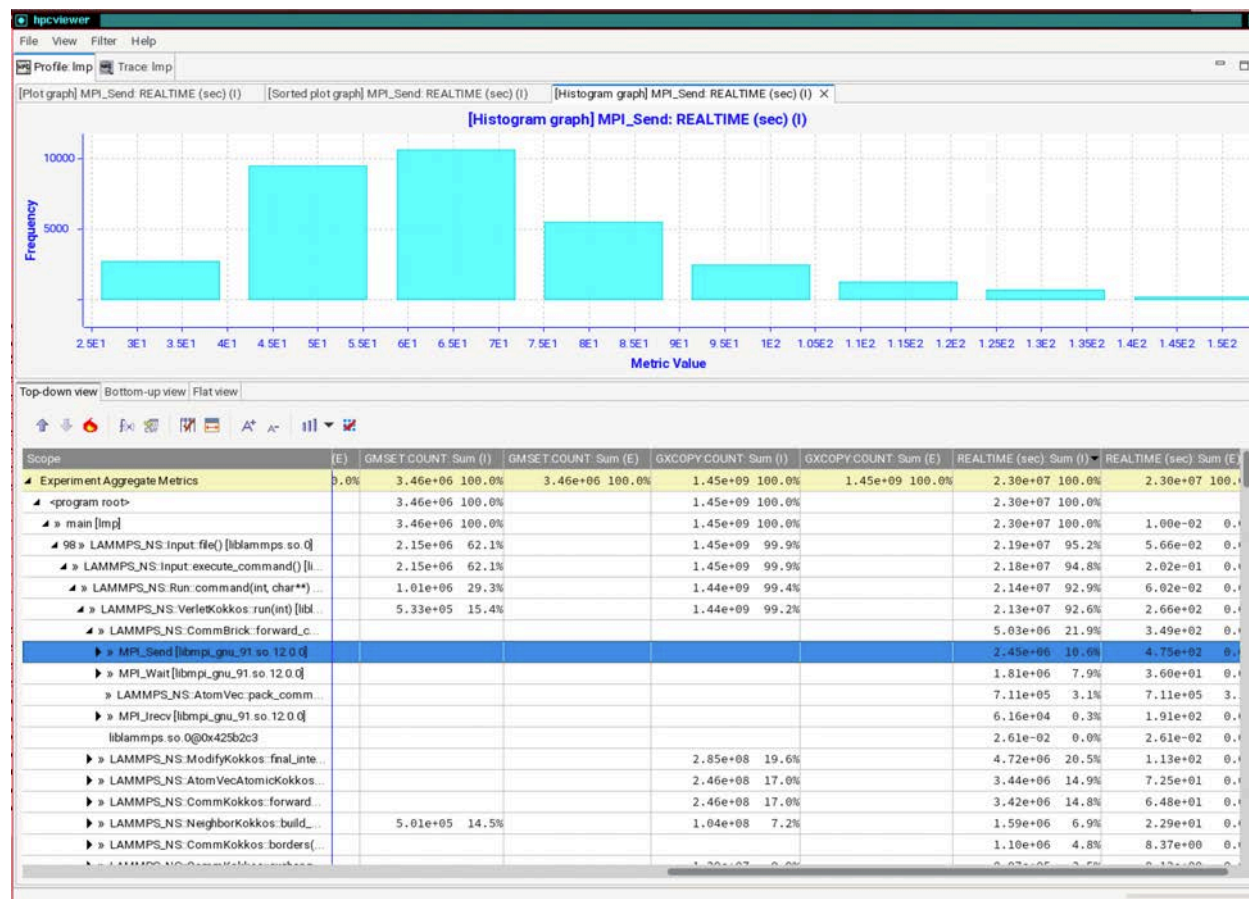 hpcviewer
File View Filter Help
Profile: lmp Trace: lmp
[Plot graph] MPI_Send: REALTIME (sec) (I) [Sorted plot graph] MPI_Send: REALTIME (sec) (I) [Histogram graph] MPI_Send: REALTIME (sec) (I)
[Histogram graph] MPI_Send: REALTIME (sec) (I)
10000
5000
Frequency
2.5E1 3E1 3.5E1 4E1 4.5E1 5E1 5.5E1 6E1 6.5E1 7E1 7.5E1 8E1 8.5E1 9E1 9.5E1 1E2 1.05E2 1.1E2 1.15E2 1.2E2 1.25E2 1.3E2 1.35E2 1.4E2 1.45E2 1.5E2
Metric Value
Top-down view Bottom-up view Flat view
Scope (E) GMSET:COUNT: Sum (I) GMSET:COUNT: Sum (E) GXCOPY:COUNT: Sum (I) GXCOPY:COUNT: Sum (E) REALTIME (sec): Sum (I) REALTIME (sec): Sum (E)
Experiment Aggregate Metrics 0.0% 3.46e+06 100.0% 3.46e+06 100.0% 1.45e+09 100.0% 1.45e+09 100.0% 2.30e+07 100.0% 2.30e+07 100.
<program root> 3.46e+06 100.0% 1.45e+09 100.0% 2.30e+07 100.0%
» main [lmp] 3.46e+06 100.0% 1.45e+09 100.0% 2.30e+07 100.0% 1.00e-02 0.
98 » LAMMPS_NS::Input::file() [liblammps.so.0] 2.15e+06 62.1% 1.45e+09 99.9% 2.19e+07 95.2% 5.66e-02 0.
» LAMMPS_NS::Input::execute_command() [li... 2.15e+06 62.1% 1.45e+09 99.9% 2.18e+07 94.8% 2.02e-01 0.
» LAMMPS_NS::Run::command(int, char**) ... 1.01e+06 29.3% 1.44e+09 99.4% 2.14e+07 92.9% 6.02e-02 0.
» LAMMPS_NS::VerletKokkos::run(int) [libl... 5.33e+05 15.4% 1.44e+09 99.2% 2.13e+07 92.6% 2.66e+02 0.
» LAMMPS_NS::CommBrick::forward_c... 5.03e+06 21.9% 3.49e+02 0.
» MPI_Send [libmpi_gnu_91.so.12.0.0] 2.45e+06 10.6% 4.75e+02 0.
» MPI_Wait [libmpi_gnu_91.so.12.0.0] 1.81e+06 7.9% 3.60e+01 0.
» LAMMPS_NS::AtomVec::pack_comm... 7.11e+05 3.1% 7.11e+05 3.
» MPI_Irecv [libmpi_gnu_91.so.12.0.0] 6.16e+04 0.3% 1.91e+02 0.
liblammps.so.0@0x425b2c3 2.61e-02 0.0% 2.61e-02 0.
» LAMMPS_NS::ModifyKokkos::final_inte... 2.85e+08 19.6% 4.72e+06 20.5% 1.13e+02 0.
» LAMMPS_NS::AtomVecAtomicKokkos... 2.46e+08 17.0% 3.44e+06 14.9% 7.25e+01 0.
» LAMMPS_NS::CommKokkos::forward... 2.46e+08 17.0% 3.42e+06 14.8% 6.48e+01 0.
» LAMMPS_NS::NeighborKokkos::build_... 5.01e+05 14.5% 1.04e+08 7.2% 1.59e+06 6.9% 2.29e+01 0.
» LAMMPS_NS::CommKokkos::borders(... 1.10e+06 4.8% 8.37e+00 0.